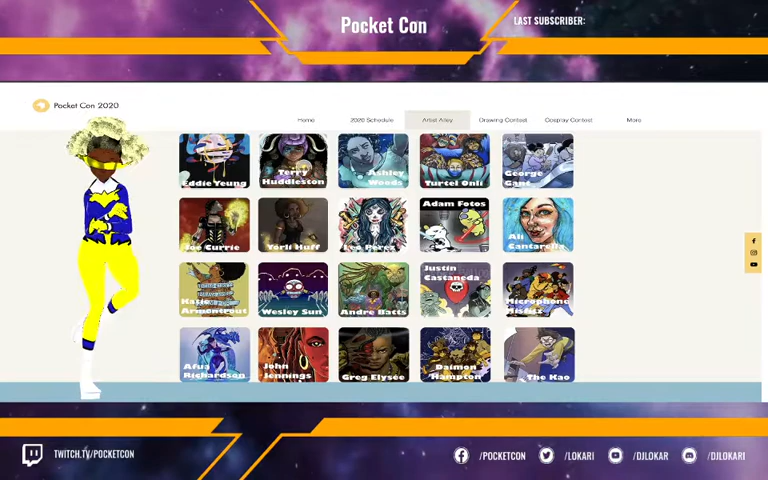 Pocket Con
LAST SUBSCRIBER:
Pocket Con 2020
Home
2020 Schedule
Artist Alley
Drawing Contest
Cosplay Contest
More
Eddie Yeung
Terry
Huddleston
Ashley
Woods
Turtel Onli
George
Gant
Joe Currie
Yorli Huff
Lee Perez
Adam Fotos
Ali
Cantarella
Katie
Armentrout
Wesley Sun
Andre Batts
Justin
Castaneda
Microphone
Misfitz
Afua
Richardson
John
Jennings
Greg Elysee
Daimon
Hampton
The Kao
TWITCH.TV/POCKETCON
/POCKETCON
/LOKARI
/DJLOKAR
/DJLOKARI